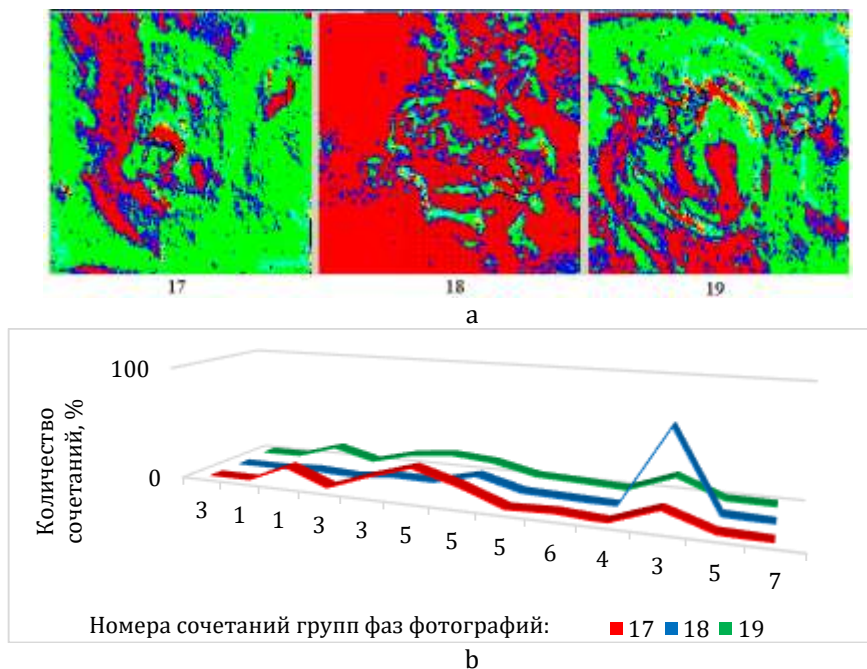 17 18 19
a
100
0
Количество
сочетаний, %
3 1 1 3 3 5 5 5 6 4 3 5 7
Номера сочетаний групп фаз фотографий: 17 18 19
b